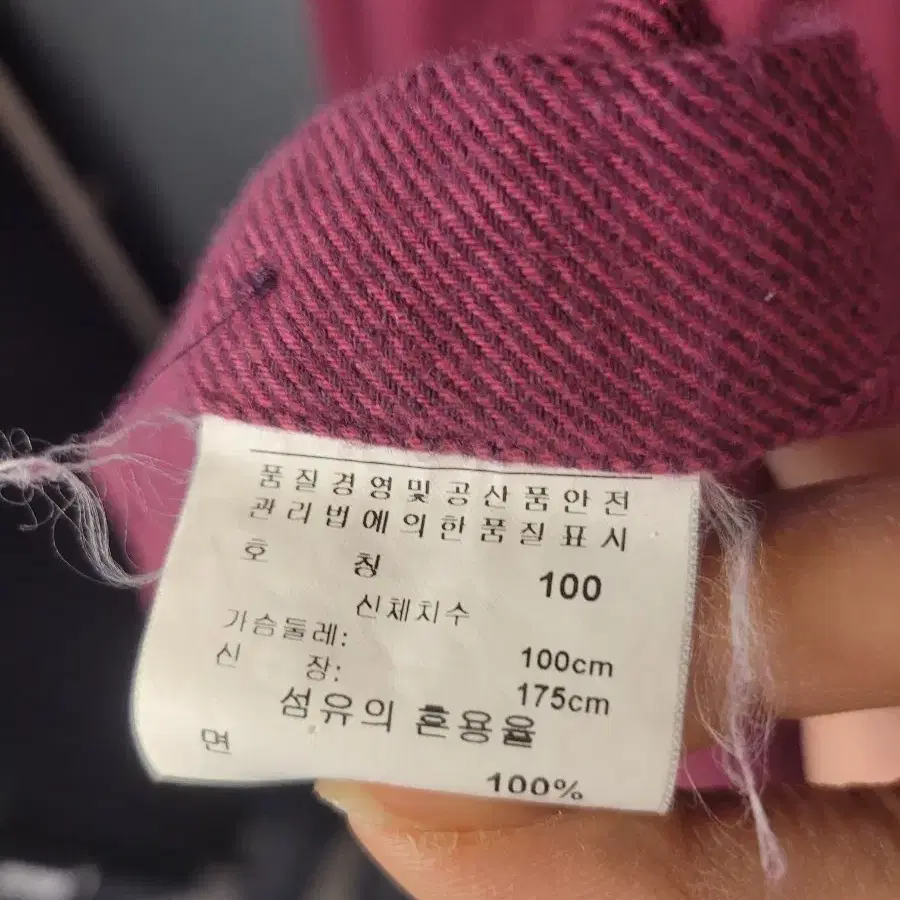 품질경영및공산품안전
관리법에의한품질표시
호 칭 100
신체치수
가슴둘레: 100cm
신 장: 175cm
섬유의 혼용율
면 100%